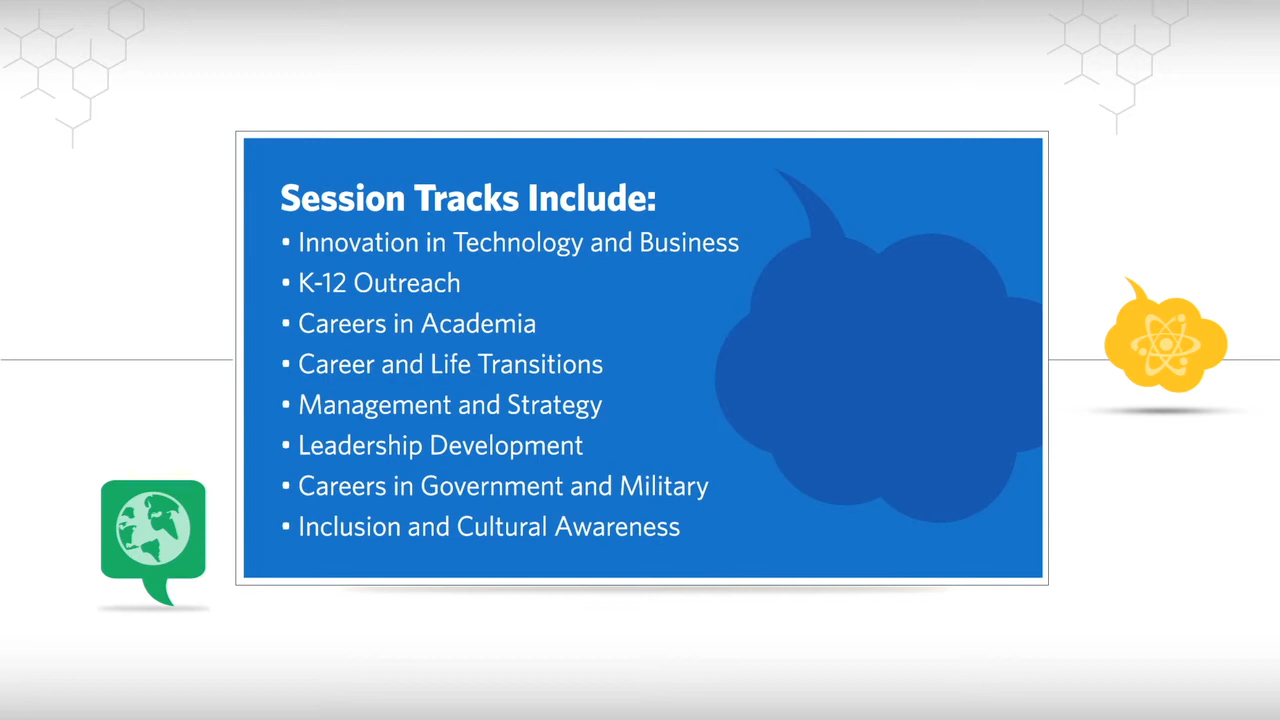 Session Tracks Include:
• Innovation in Technology and Business
• K-12 Outreach
• Careers in Academia
• Career and Life Transitions
• Management and Strategy
• Leadership Development
• Careers in Government and Military
• Inclusion and Cultural Awareness